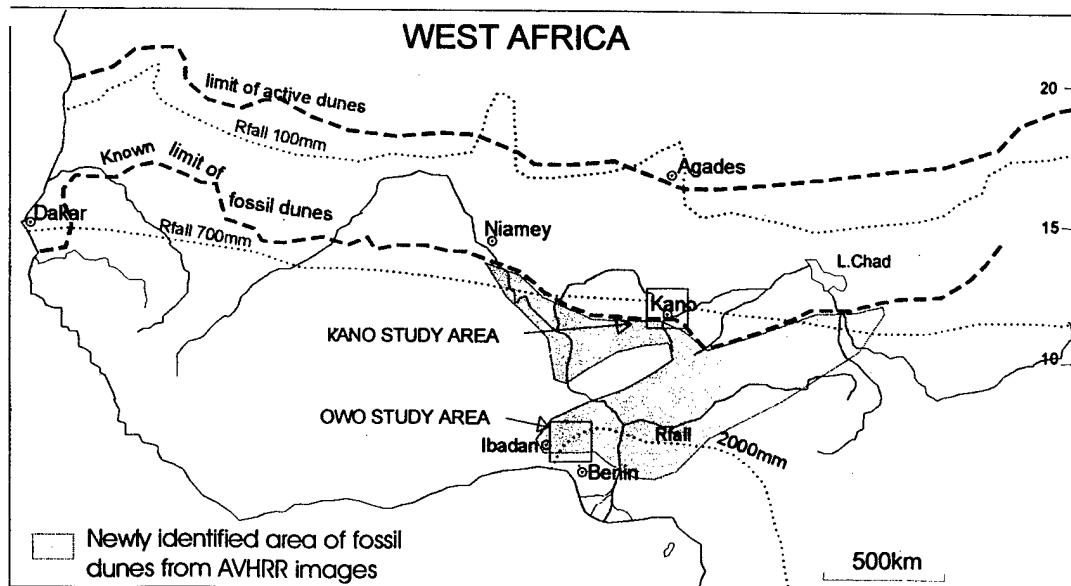 WEST AFRICA
limit of active dunes
20
Rfall 100mm
Known limit of
fossil dunes
Agades
Dakar
Rfall 700mm
Niamey
15
L.Chad
Kano
KANO STUDY AREA
10
OWO STUDY AREA
Ibadan
Rfall 2000mm
Benin
Newly identified area of fossil
dunes from AVHRR images
500km